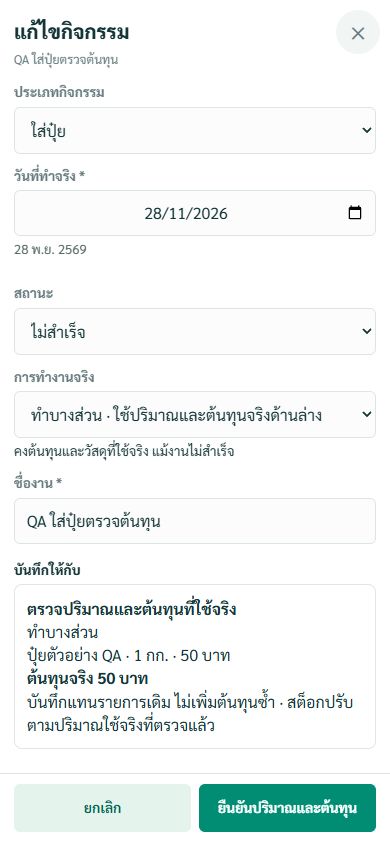 แก้ไขกิจกรรม
QA ใส่ปุ๋ยตรวจต้นทุน
ประเภทกิจกรรม
ใส่ปุ๋ย
วันที่ทำจริง *
28/11/2026
28 พ.ย. 2569
สถานะ
ไม่สำเร็จ
การทำงานจริง
ทำบางส่วน · ใช้ปริมาณและต้นทุนจริงด้านล่าง
คงต้นทุนและวัสดุที่ใช้จริง แม้งานไม่สำเร็จ
ชื่องาน *
QA ใส่ปุ๋ยตรวจต้นทุน
บันทึกให้กับ
ตรวจปริมาณและต้นทุนที่ใช้จริง
ทำบางส่วน
ปุ๋ยตัวอย่าง QA · 1 กก. · 50 บาท
ต้นทุนจริง 50 บาท
บันทึกแทนรายการเดิม ไม่เพิ่มต้นทุนซ้ำ · สต็อกปรับ
ตามปริมาณใช้จริงที่ตรวจแล้ว
ยกเลิก
ยืนยันปริมาณและต้นทุน